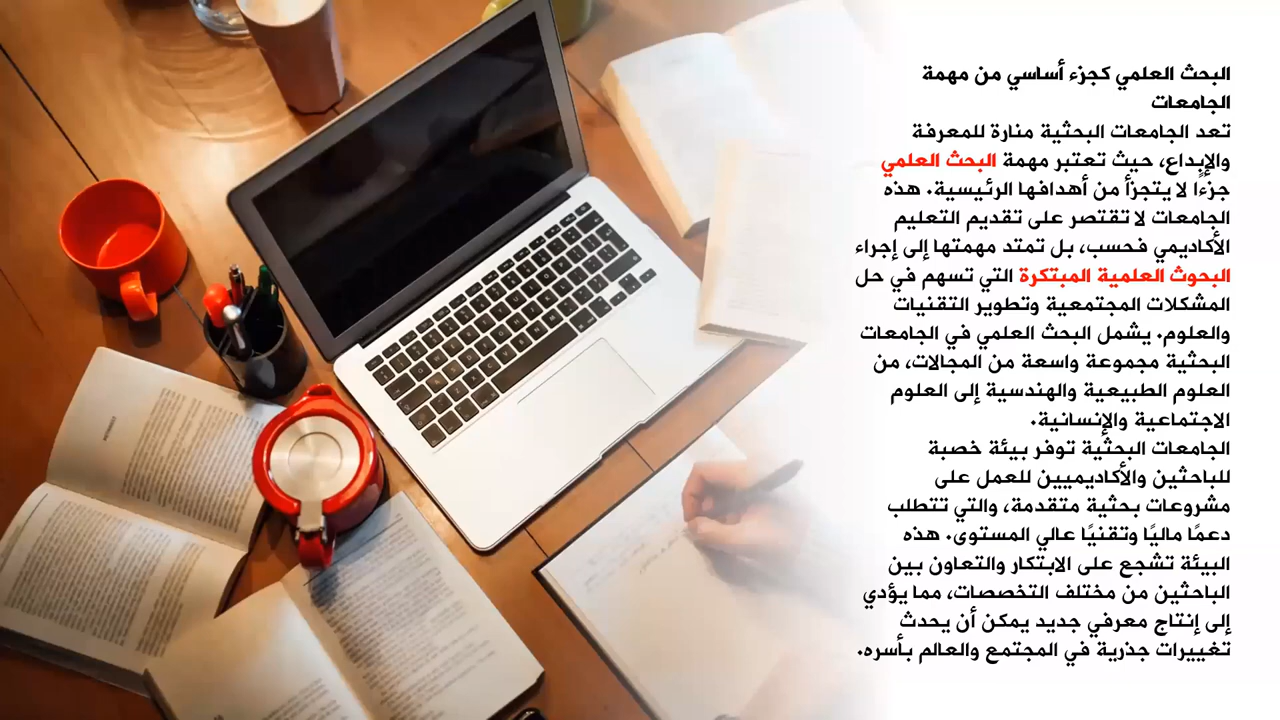 البحث العلمي كجزء أساسي من مهمة
الجامعات
تعد الجامعات البحثية منارة للمعرفة
والإبداع، حيث تعتبر مهمة البحث العلمي
جزءًا لا يتجزأ من أهدافها الرئيسية. هذه
الجامعات لا تقتصر على تقديم التعليم
الأكاديمي فحسب، بل تمتد مهمتها إلى إجراء
البحوث العلمية المبتكرة التي تسهم في حل
المشكلات المجتمعية وتطوير التقنيات
والعلوم. يشمل البحث العلمي في الجامعات
البحثية مجموعة واسعة من المجالات، من
العلوم الطبيعية والهندسية إلى العلوم
الاجتماعية والإنسانية.
الجامعات البحثية توفر بيئة خصبة
للباحثين والأكاديميين للعمل على
مشروعات بحثية متقدمة، والتي تتطلب
دعمًا ماليًا وتقنيًا عالي المستوى. هذه
البيئة تشجع على الابتكار والتعاون بين
الباحثين من مختلف التخصصات، مما يؤدي
إلى إنتاج معرفي جديد يمكن أن يحدث
تغييرات جذرية في المجتمع والعالم بأسره.